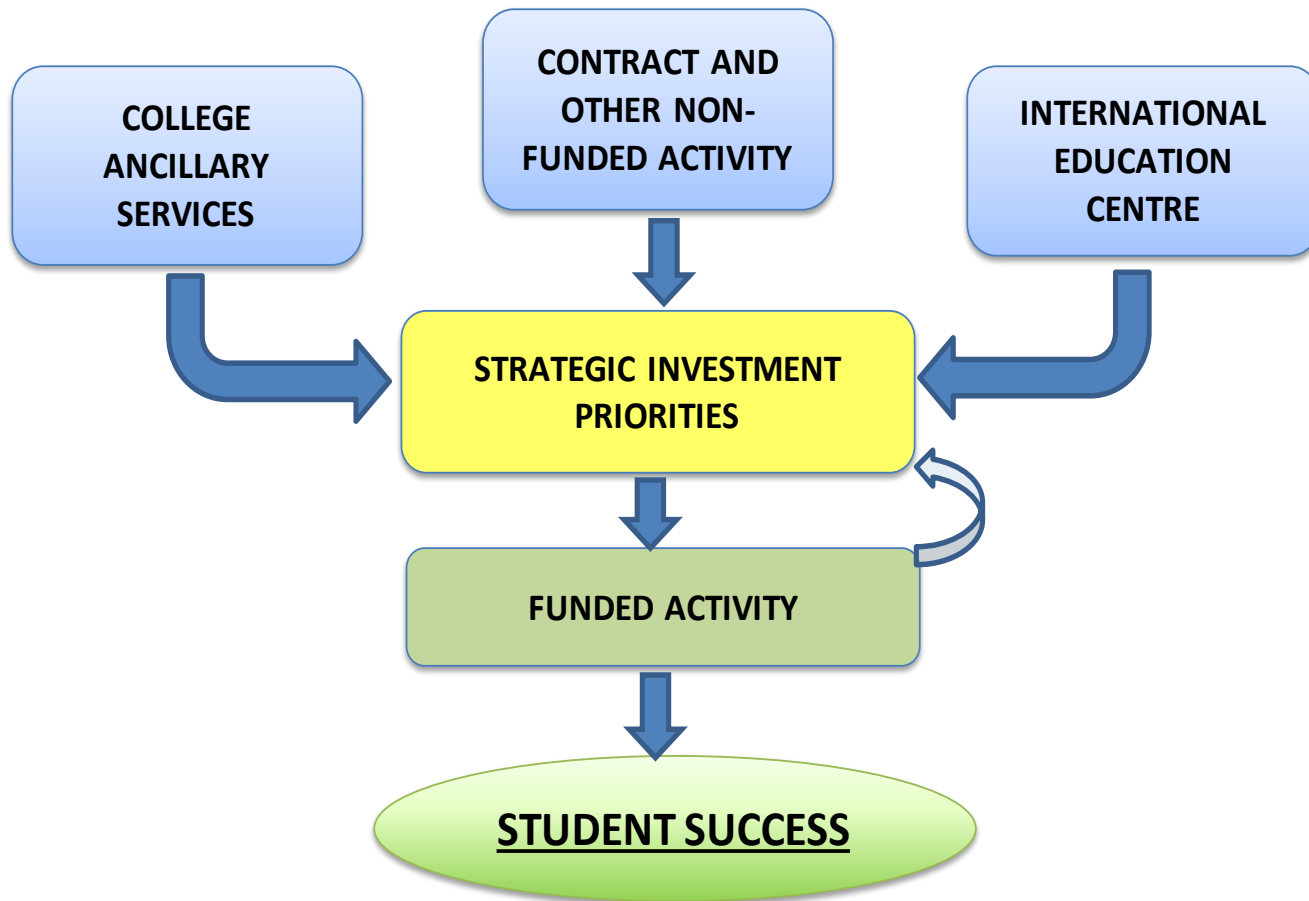 COLLEGE
ANCILLARY
SERVICES
CONTRACT AND
OTHER NON-
FUNDED ACTIVITY
INTERNATIONAL
EDUCATION
CENTRE
STRATEGIC INVESTMENT
PRIORITIES
FUNDED ACTIVITY
STUDENT SUCCESS